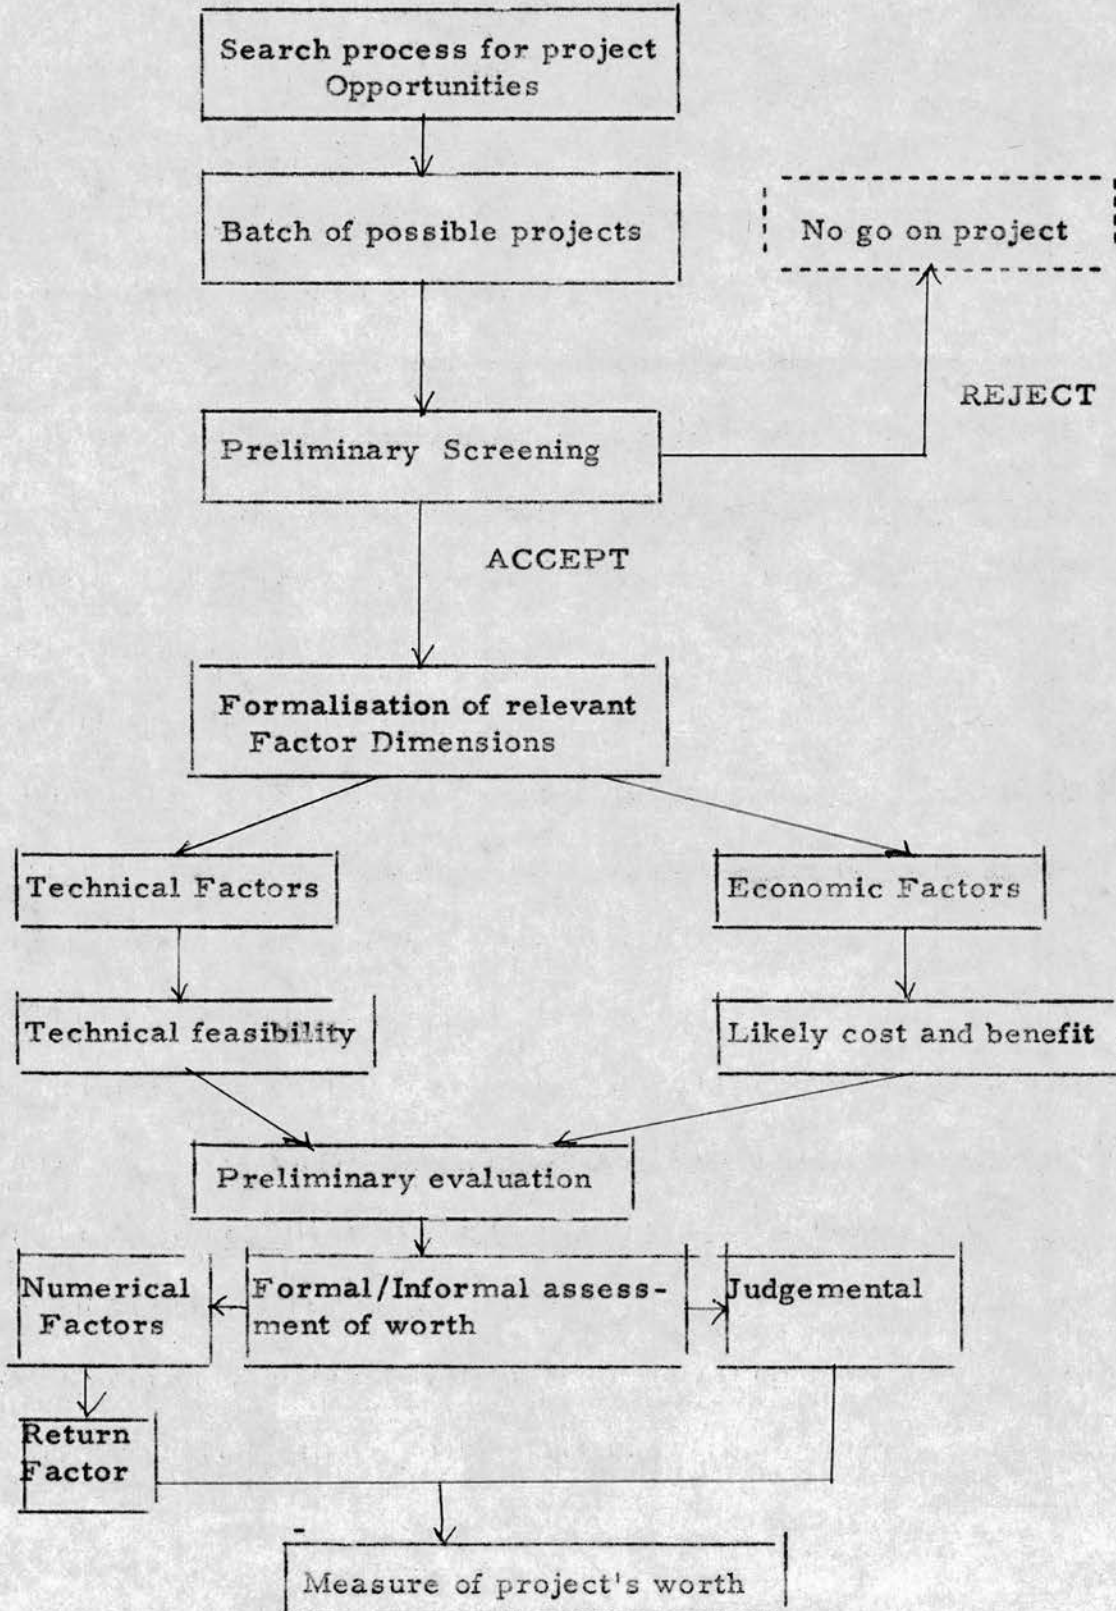 Search process for project
Opportunities
Batch of possible projects
No go on project
REJECT
Preliminary Screening
ACCEPT
Formalisation of relevant
Factor Dimensions
Technical Factors
Economic Factors
Technical feasibility
Likely cost and benefit
Preliminary evaluation
Numerical
Factors
Formal/Informal assess-
ment of worth
Judgemental
Return
Factor
Measure of project's worth